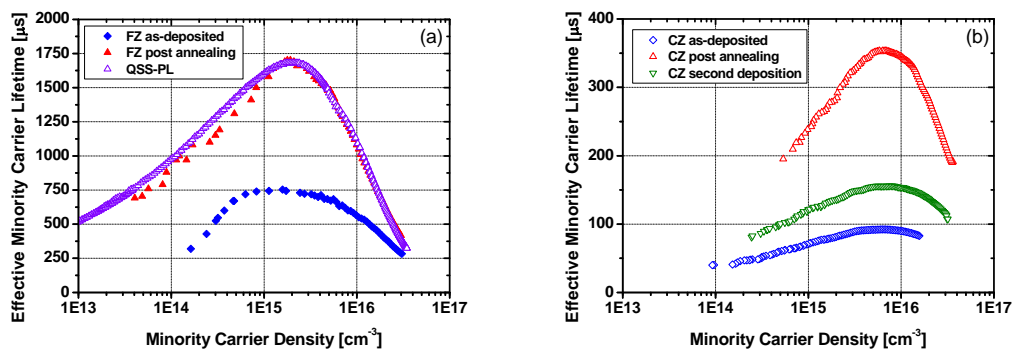 2000
1750
1500
1250
1000
750
500
250
0
Effective Minority Carrier Lifetime [µs]
FZ as-deposited
FZ post annealing
QSS-PL
(a)
1E13 1E14 1E15 1E16 1E17
Minority Carrier Density [cm⁻³]
400
300
200
100
0
Effective Minority Carrier Lifetime [µs]
CZ as-deposited
CZ post annealing
CZ second deposition
(b)
1E13 1E14 1E15 1E16 1E17
Minority Carrier Density [cm⁻³]